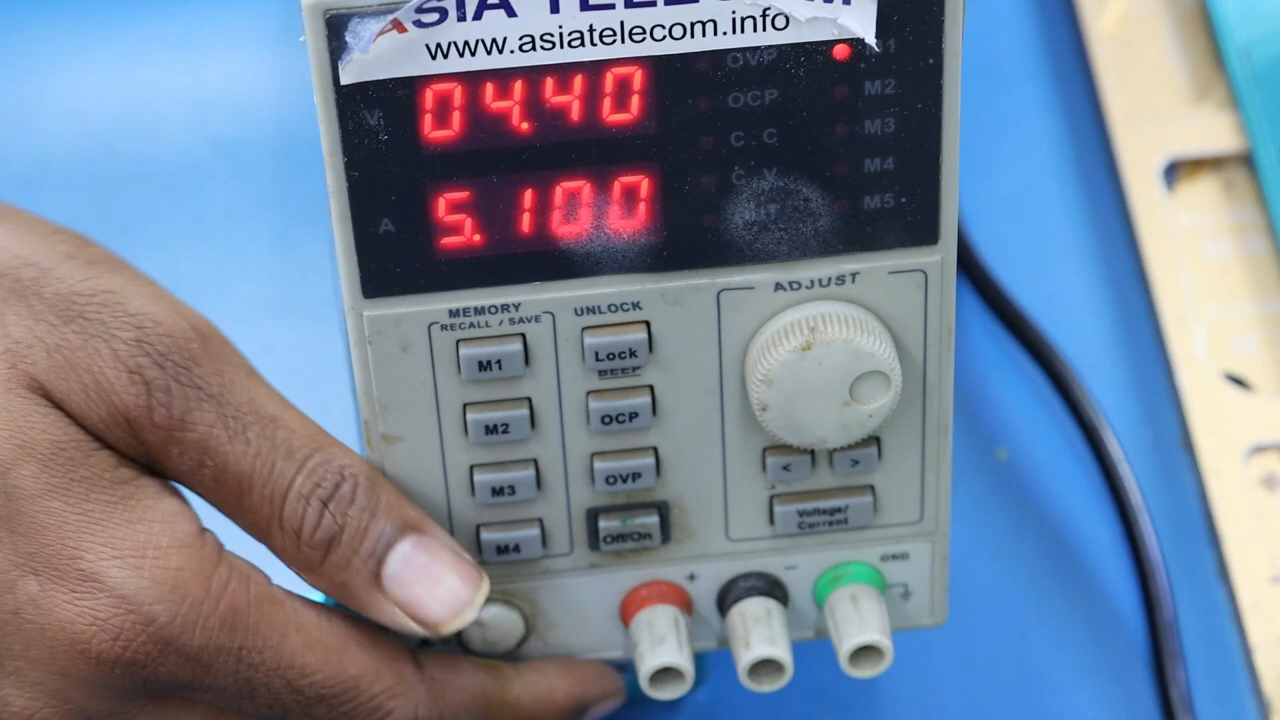 ASIA TELECOM
www.asiatelecom.info
OVP
M1
V
04.40
OCP
M2
C.C
M3
C.V
M4
A
5.100
M5
ADJUST
MEMORY
RECALL / SAVE
UNLOCK
M1
Lock
BEEP
M2
OCP
M3
OVP
< >
M4
Off/On
Voltage/
Current
+
−
GND